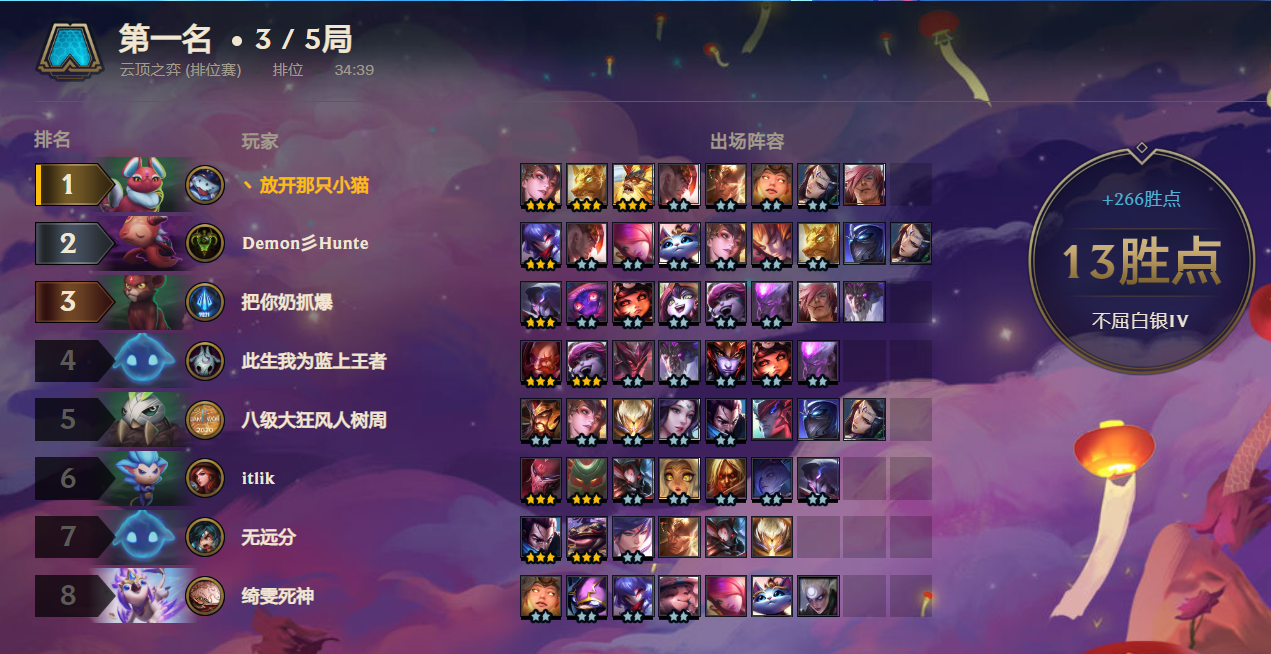 第一名 • 3 / 5局
云顶之弈 (排位赛) 排位 34:39
排名 玩家 出场阵容
1 丶放开那只小猫
2 Demon彡Hunte
3 把你奶抓爆
4 此生我为蓝上王者
5 八级大狂风人树周
6 itlik
7 无远分
8 绮雯死神
+266胜点
13胜点
不屈白银IV
2021
2020